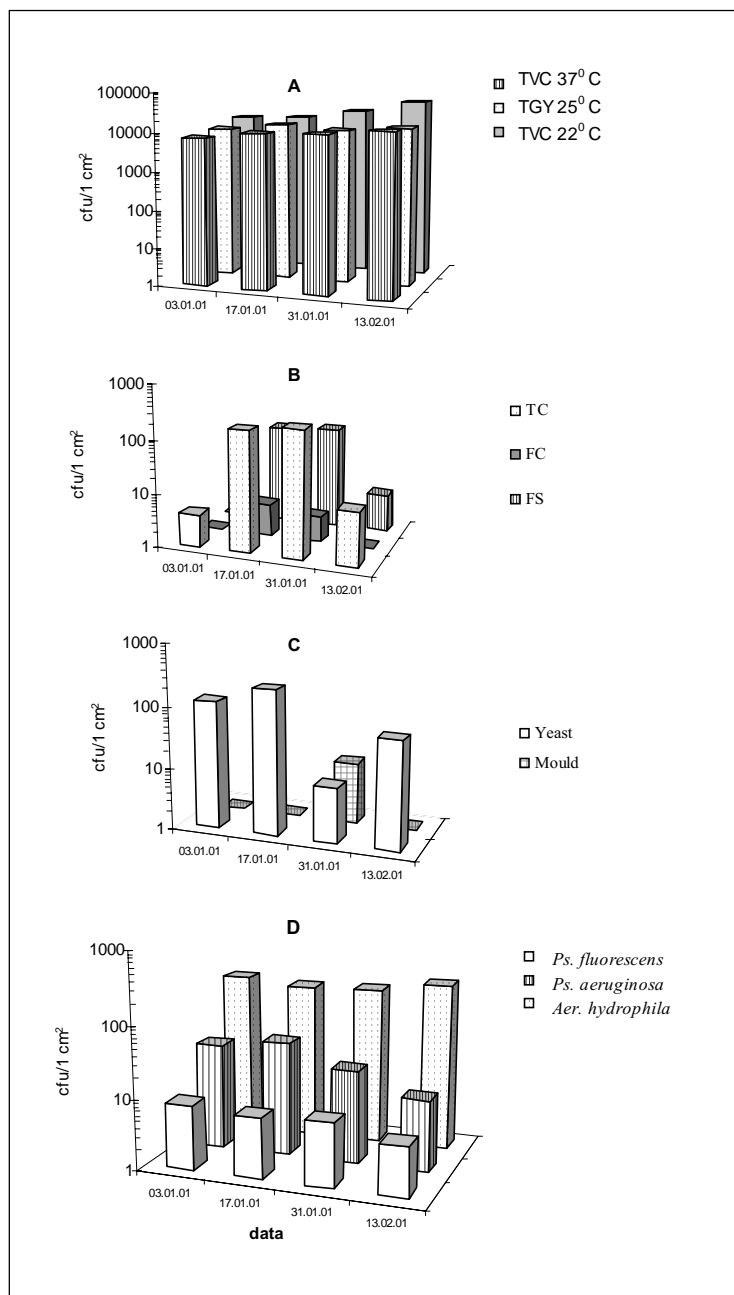 A
TVC 37⁰ C
TGY 25⁰ C
TVC 22⁰ C
cfu/1 cm²
100000
10000
1000
100
10
1
03.01.01
17.01.01
31.01.01
13.02.01
B
TC
FC
FS
cfu/1 cm²
1000
100
10
1
03.01.01
17.01.01
31.01.01
13.02.01
C
Yeast
Mould
cfu/1 cm²
1000
100
10
1
03.01.01
17.01.01
31.01.01
13.02.01
D
Ps. fluorescens
Ps. aeruginosa
Aer. hydrophila
cfu/1 cm²
1000
100
10
1
03.01.01
17.01.01
31.01.01
13.02.01
data